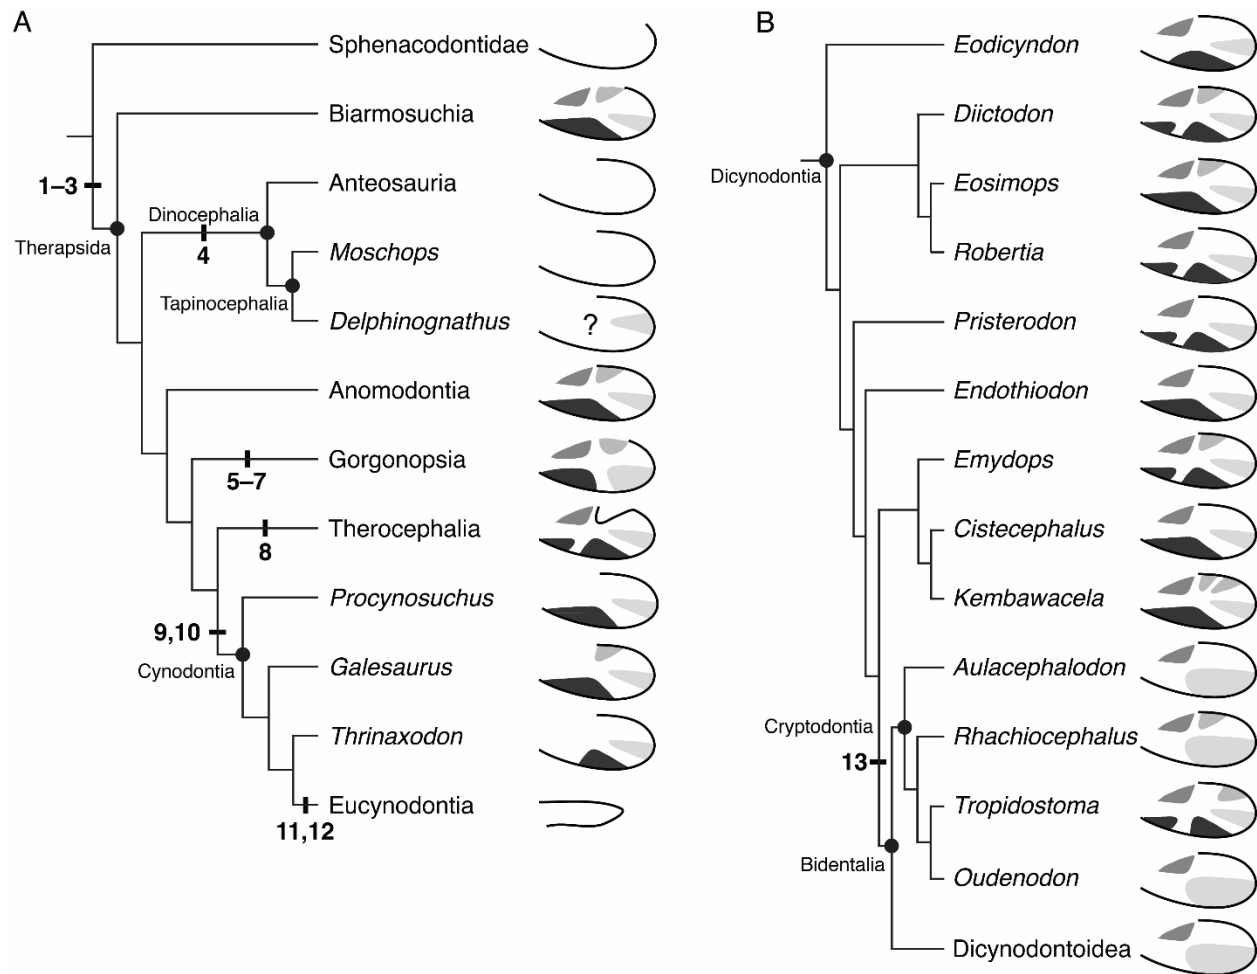 A
Sphenacodontidae
Biarmosuchia
1–3
Anteosauria
Dinocephalia
4
Therapsida
Moschops
Tapinocephalia
Delphinognathus
?
Anomodontia
Gorgonopsia
5–7
Therocephalia
8
Procynosuchus
9,10
Cynodontia
Galesaurus
Thrinaxodon
Eucynodontia
11,12
B
Eodicyndon
Diictodon
Dicynodontia
Eosimops
Robertia
Pristerodon
Endothiodon
Emydops
Cistecephalus
Kembawacela
Aulacephalodon
Cryptodontia
Rhachiocephalus
13
Tropidostoma
Bidentalia
Oudenodon
Dicynodontoidea